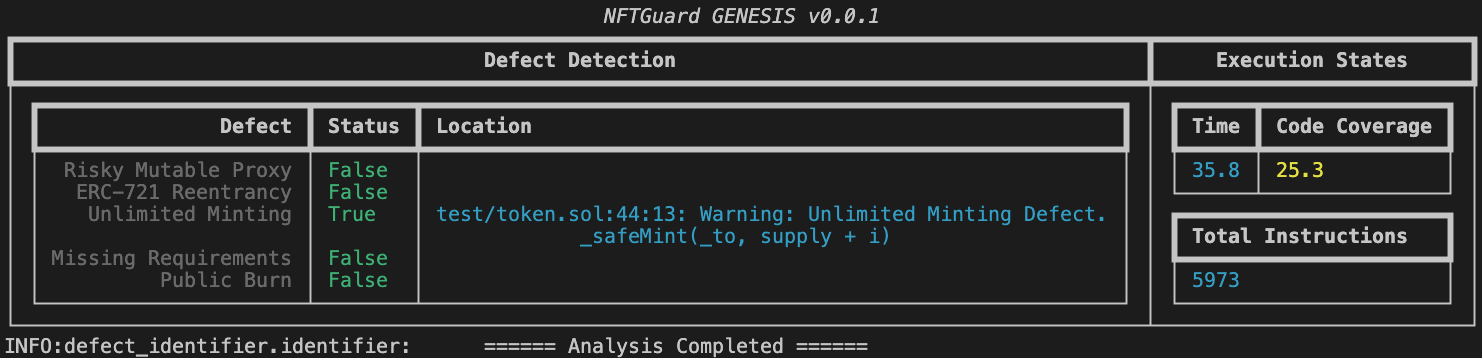 NFTGuard GENESIS v0.0.1
Defect Detection Execution States
Defect Status Location
Time Code Coverage
Risky Mutable Proxy False
35.8 25.3
ERC-721 Reentrancy False
Unlimited Minting True test/token.sol:44:13: Warning: Unlimited Minting Defect.
_safeMint(_to, supply + i)
Total Instructions
Missing Requirements False
Public Burn False
5973
INFO:defect_identifier.identifier: ====== Analysis Completed ======